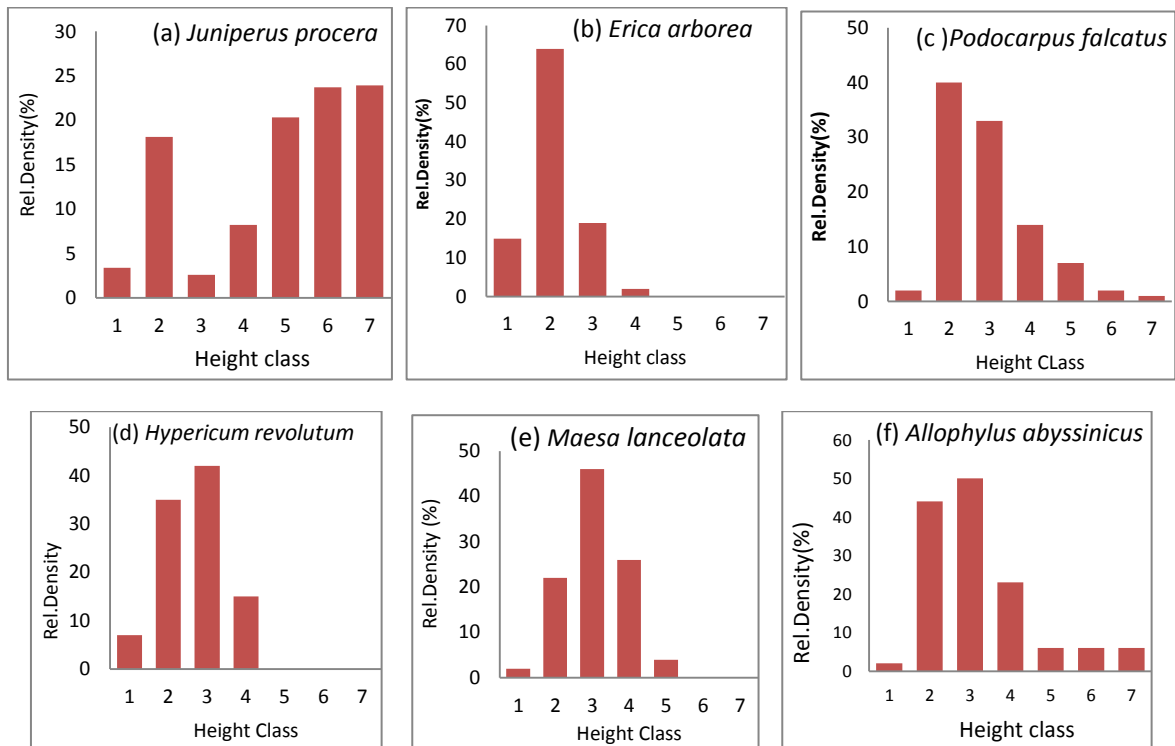 (a) Juniperus procera
Rel.Density(%)
30
25
20
15
10
5
0
1 2 3 4 5 6 7
Height class
(b) Erica arborea
Rel.Density(%)
70
60
50
40
30
20
10
0
1 2 3 4 5 6 7
Height class
(c )Podocarpus falcatus
Rel.Density(%)
50
40
30
20
10
0
1 2 3 4 5 6 7
Height CLass
(d) Hypericum revolutum
Rel.Density
50
40
30
20
10
0
1 2 3 4 5 6 7
Height Class
(e) Maesa lanceolata
Rel.Density (%)
50
40
30
20
10
0
1 2 3 4 5 6 7
Height Class
(f) Allophylus abyssinicus
Rel.Density(%)
60
50
40
30
20
10
0
1 2 3 4 5 6 7
Height class